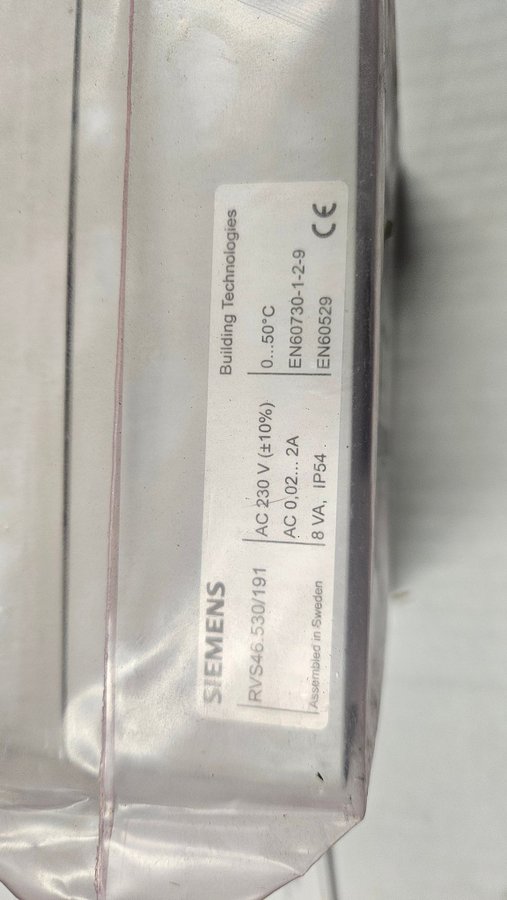 SIEMENS Building Technologies
RVS46.530/191 AC 230 V (±10%) 0...50°C
AC 0,02... 2A EN60730-1-2-9
Assembled in Sweden 8 VA, IP54 EN60529 CE